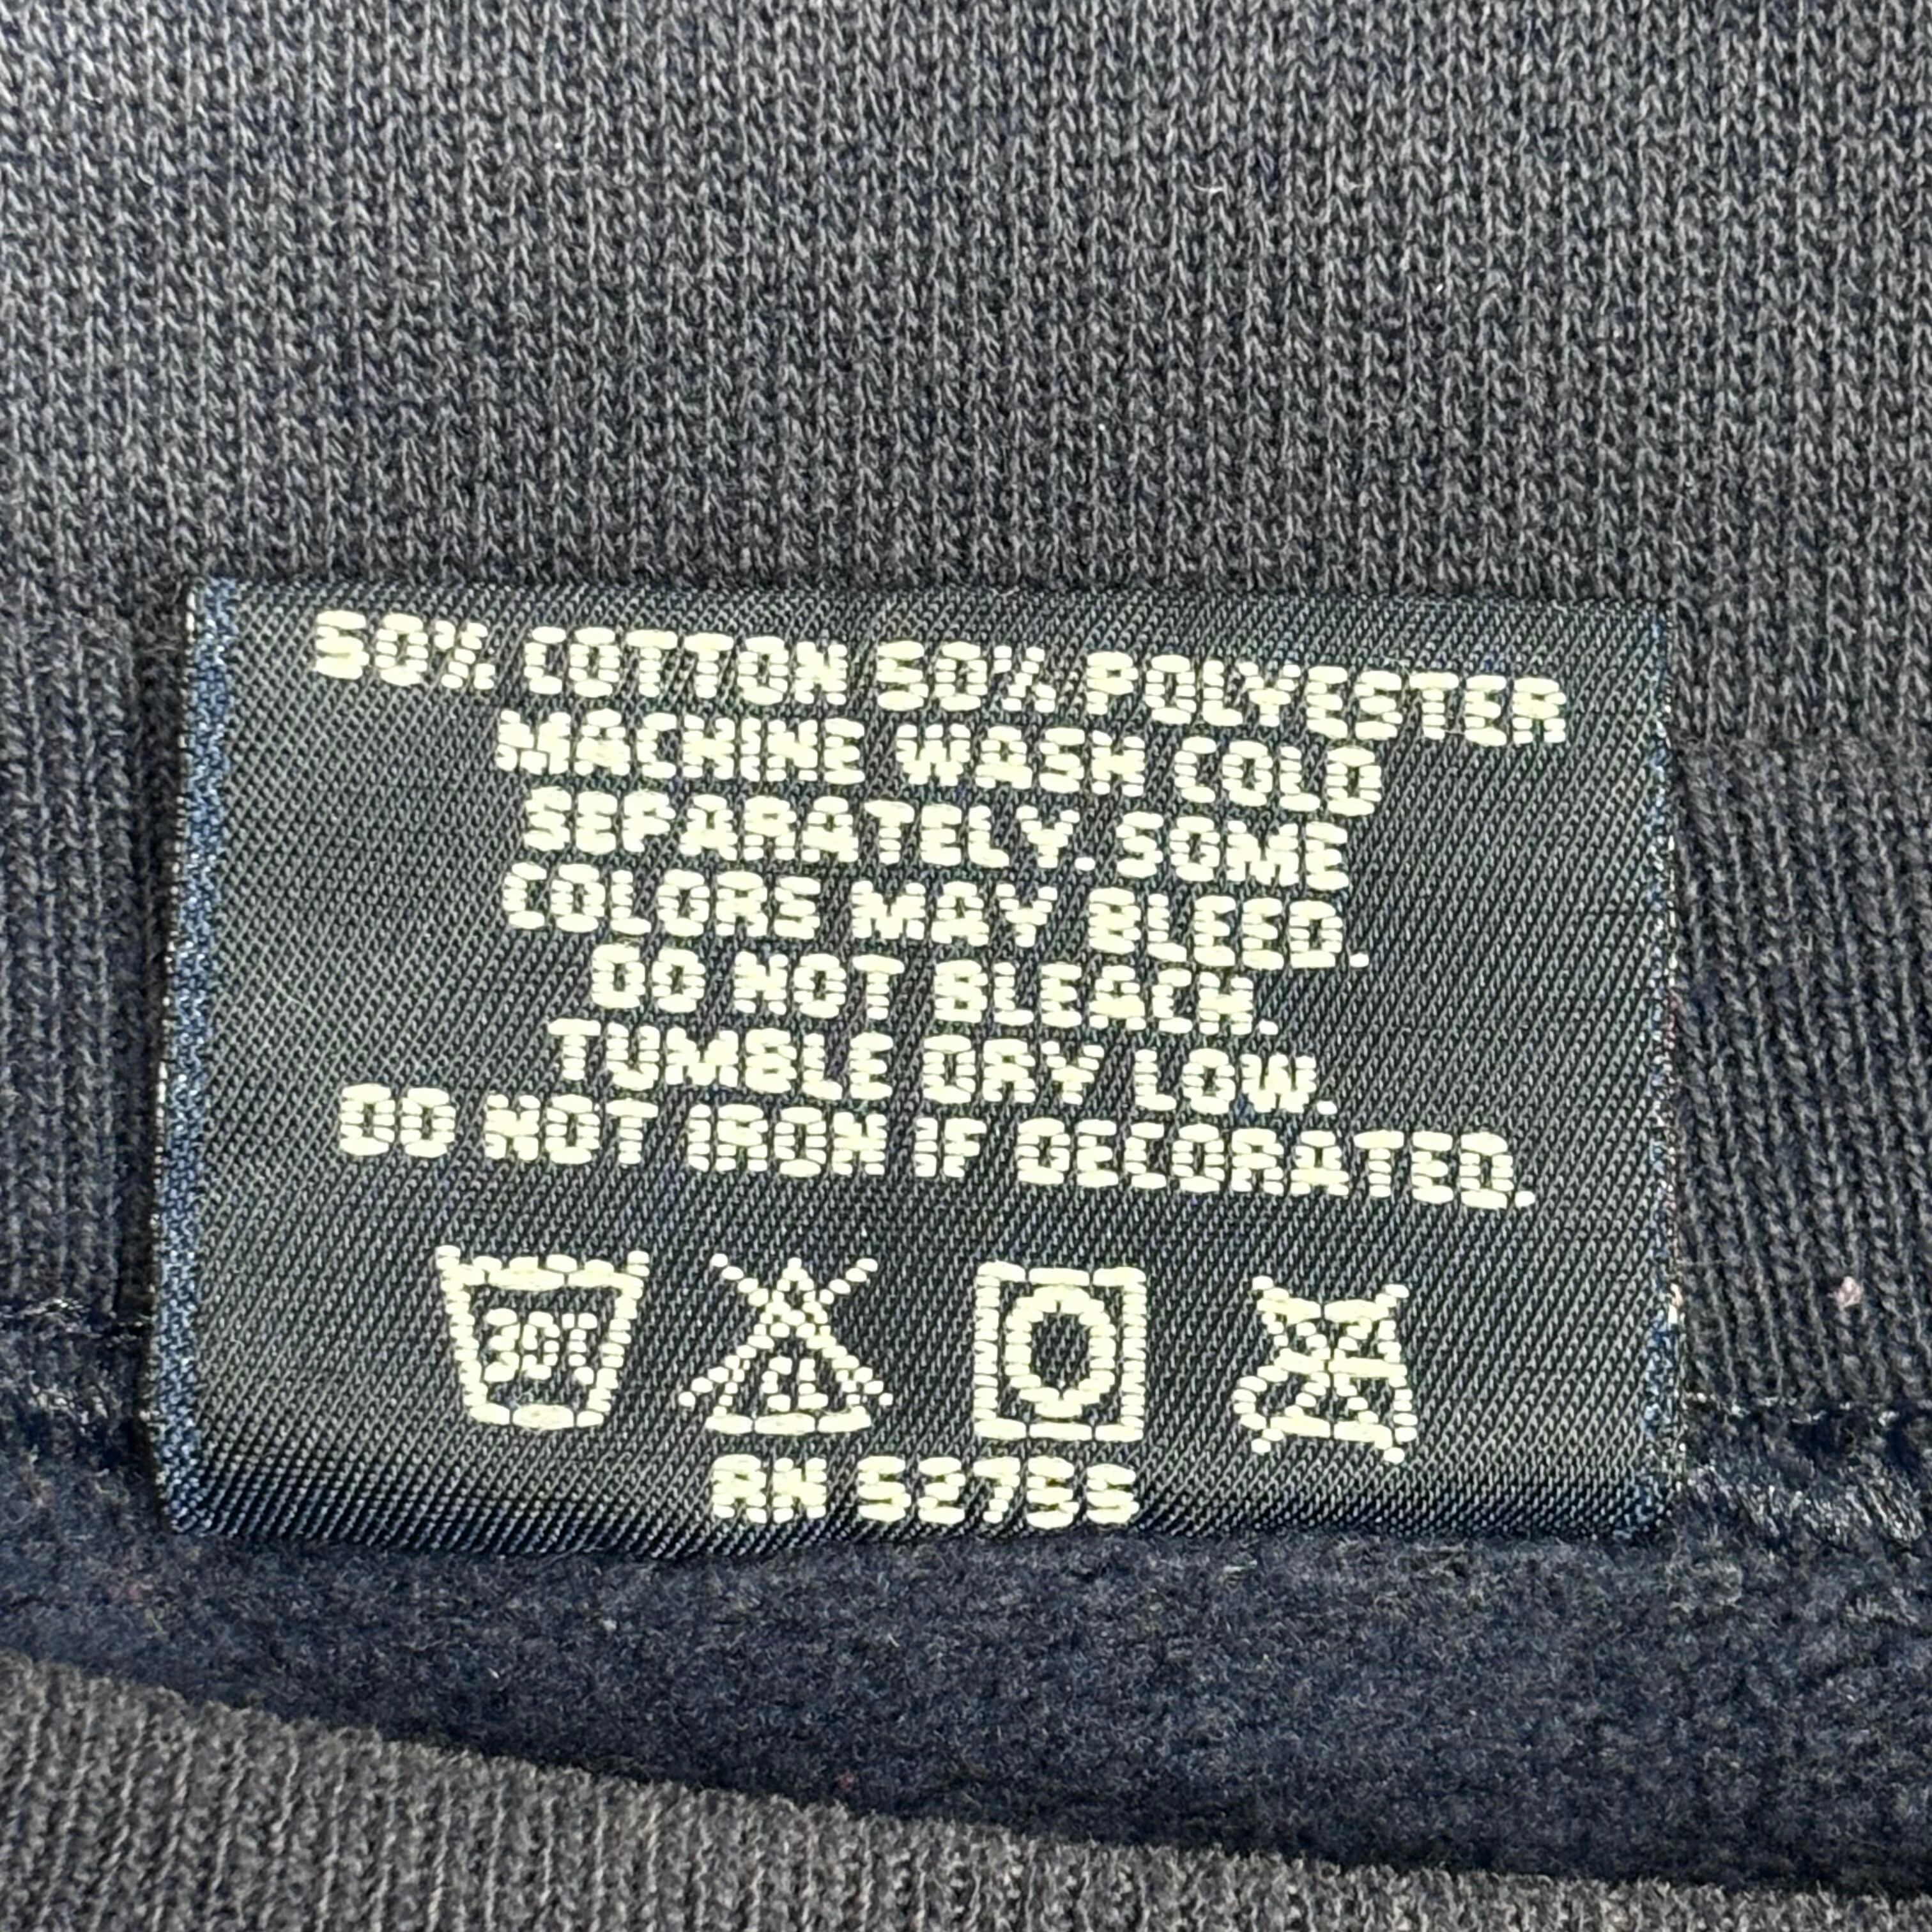 50% COTTON 50% POLYESTER
MACHINE WASH COLD
SEPARATELY. SOME
COLORS MAY BLEED.
DO NOT BLEACH.
TUMBLE DRY LOW.
DO NOT IRON IF DECORATED.
30°C
CL
RN